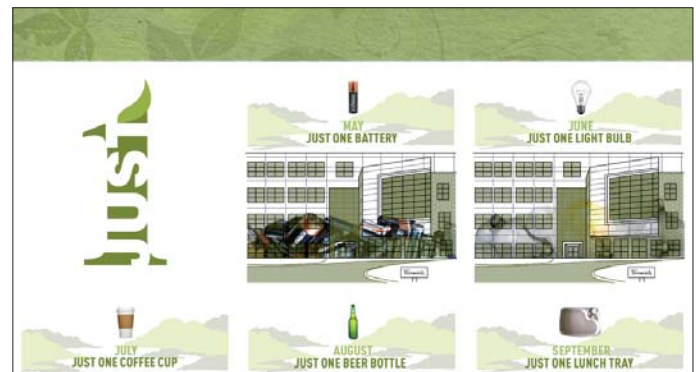 just
MAY
JUST ONE BATTERY
JUNE
JUST ONE LIGHT BULB
JULY
JUST ONE COFFEE CUP
AUGUST
JUST ONE BEER BOTTLE
SEPTEMBER
JUST ONE LUNCH TRAY